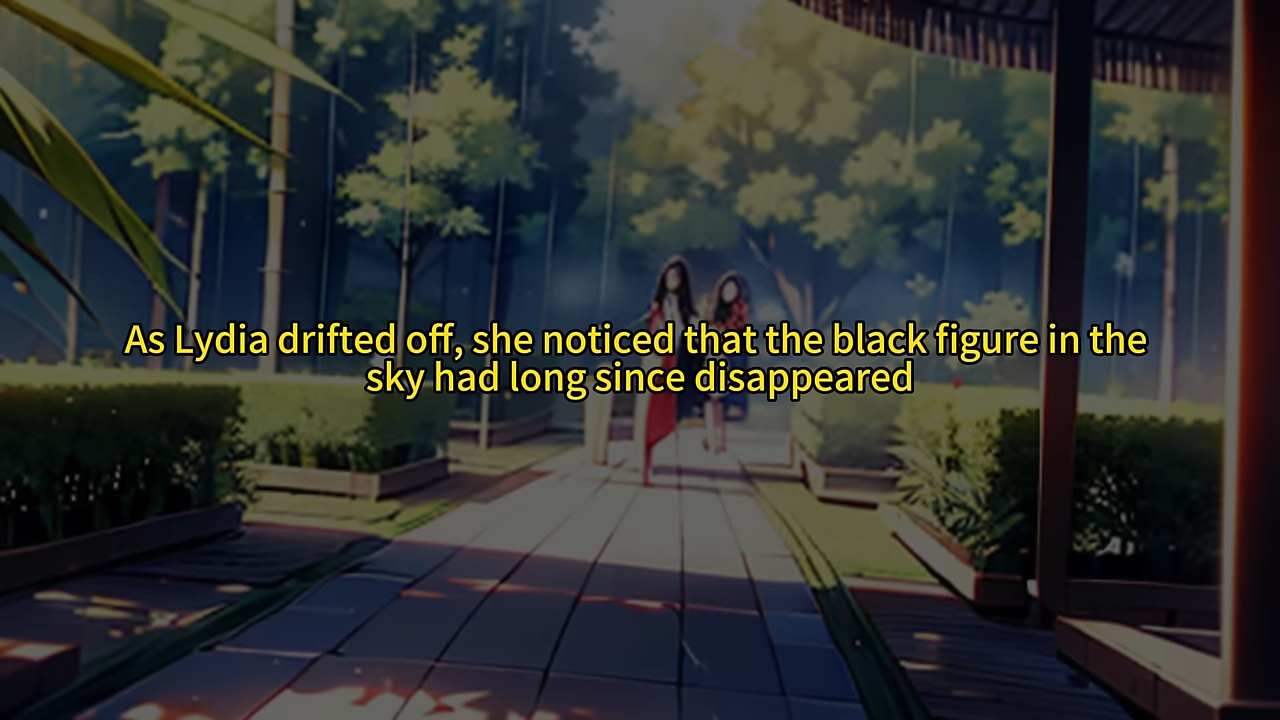 As Lydia drifted off, she noticed that the black figure in the
sky had long since disappeared